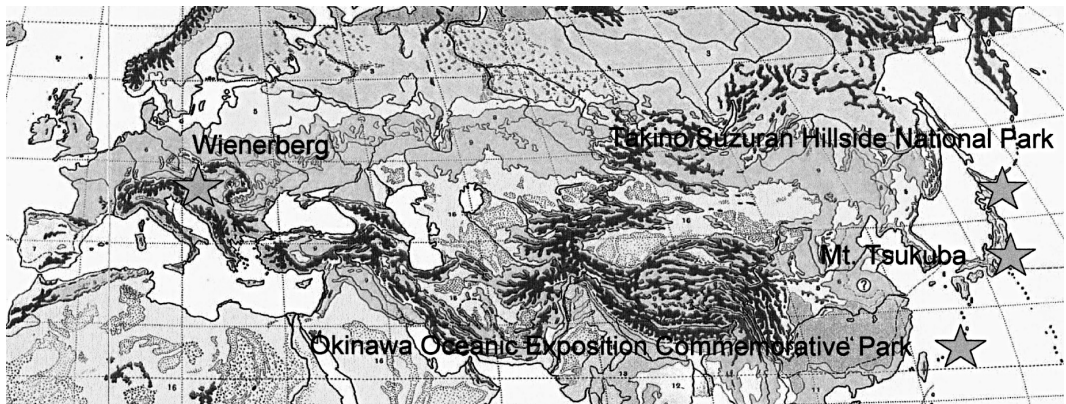 Wienerberg
Takino Suzuran Hillside National Park
Mt. Tsukuba
Okinawa Oceanic Exposition Commemorative Park